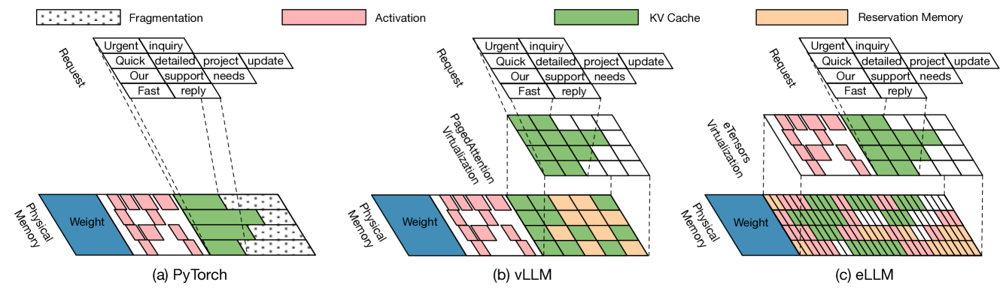 Fragmentation
Activation
KV Cache
Reservation Memory
Request
Urgent inquiry
Quick detailed project update
Our support needs
Fast reply
Physical
Memory
Weight
(a) PyTorch
Request
Urgent inquiry
Quick detailed project update
Our support needs
Fast reply
PagedAttention
Virtualization
Physical
Memory
Weight
(b) vLLM
Request
Urgent inquiry
Quick detailed project update
Our support needs
Fast reply
eTensors
Virtualization
Physical
Memory
Weight
(c) eLLM